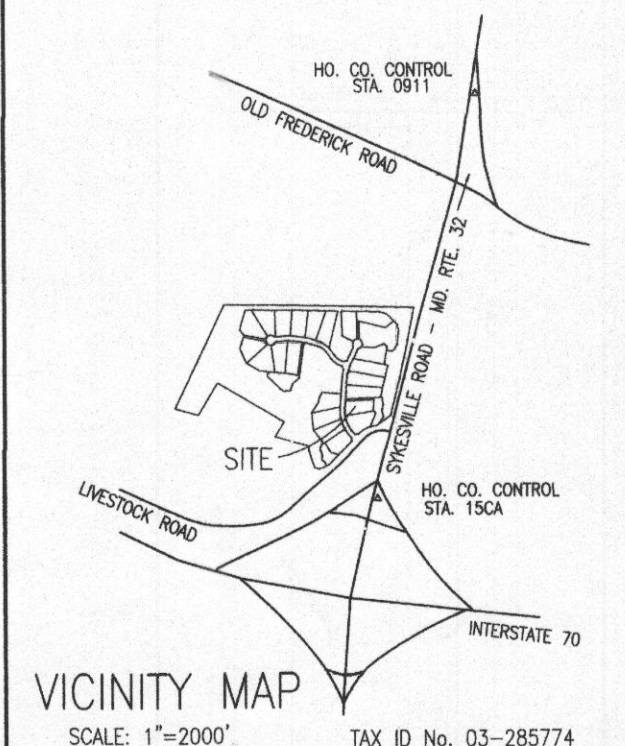 HO. CO. CONTROL
STA. 0911
OLD FREDERICK ROAD
SYKESVILLE ROAD - MD. RTE. 32
SITE
LIVESTOCK ROAD
HO. CO. CONTROL
STA. 15CA
INTERSTATE 70
VICINITY MAP
SCALE: 1"=2000'
TAX ID No. 03-285774